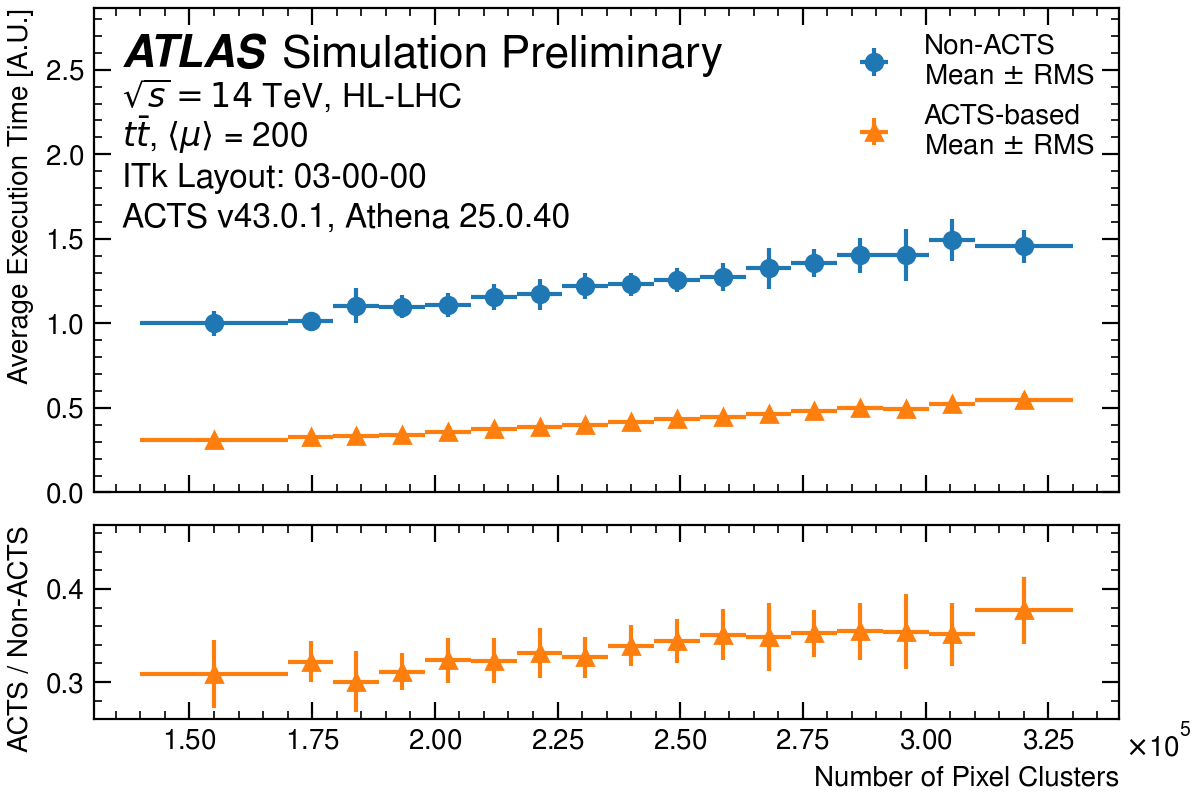 ATLAS Simulation Preliminary
√s = 14 TeV, HL-LHC
tt̄, ⟨μ⟩ = 200
ITk Layout: 03-00-00
ACTS v43.0.1, Athena 25.0.40
Non-ACTS
Mean ± RMS
ACTS-based
Mean ± RMS
Average Execution Time [A.U.]
2.5
2.0
1.5
1.0
0.5
0.0
ACTS / Non-ACTS
0.4
0.3
1.50 1.75 2.00 2.25 2.50 2.75 3.00 3.25 ×10⁵
Number of Pixel Clusters